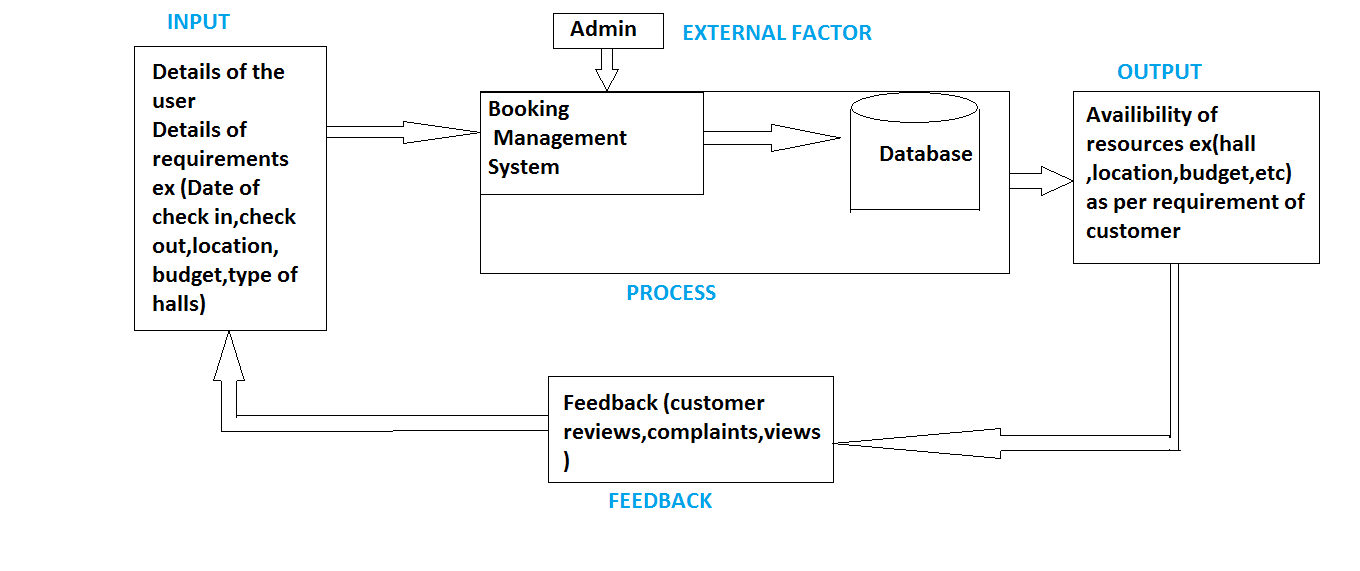 INPUT
Details of the
user
Details of
requirements
ex (Date of
check in,check
out,location,
budget,type of
halls)
Admin
EXTERNAL FACTOR
Booking
Management
System
Database
PROCESS
OUTPUT
Availibility of
resources ex(hall
,location,budget,etc)
as per requirement of
customer
Feedback (customer
reviews,complaints,views
)
FEEDBACK